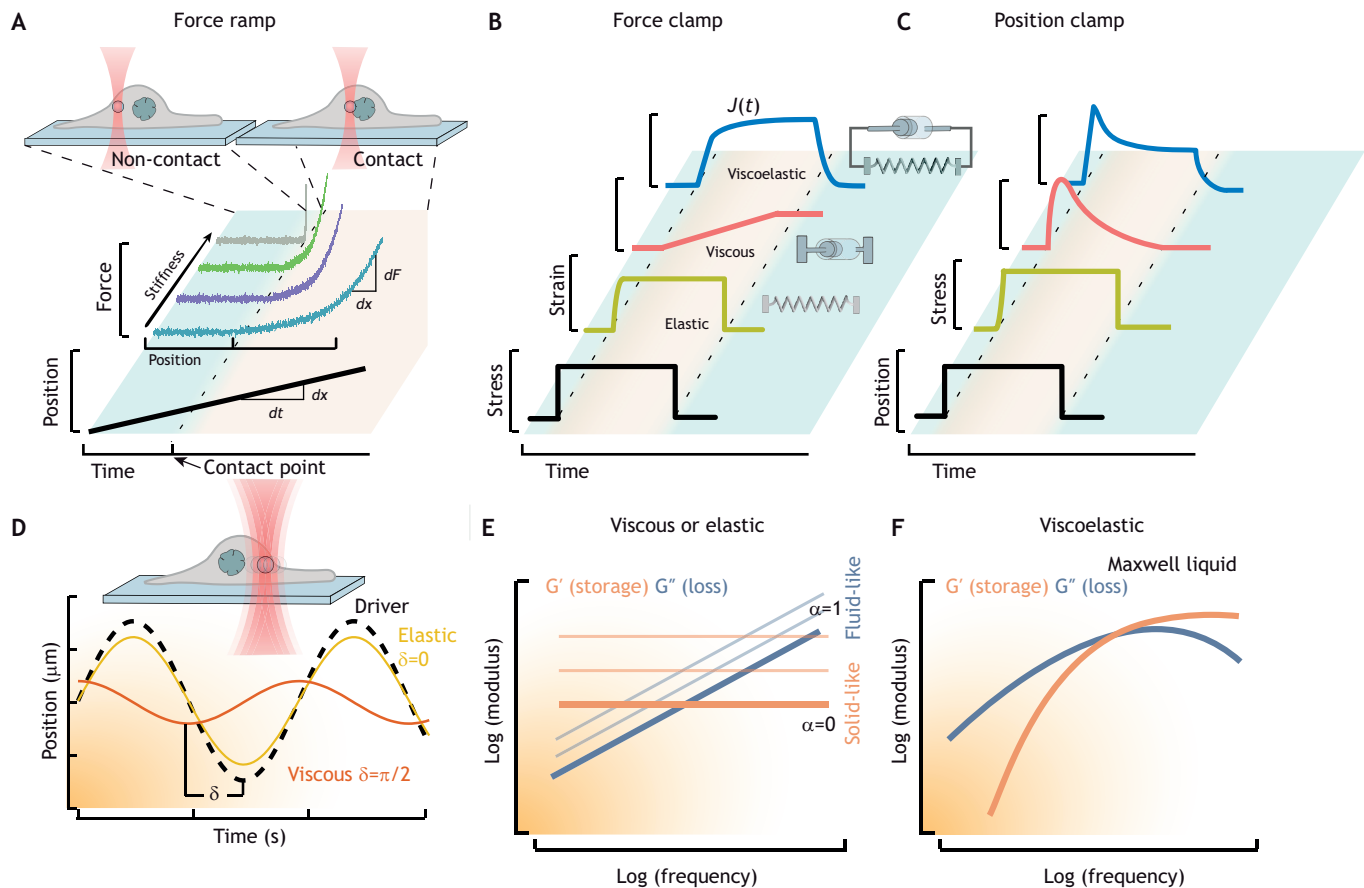 A
Force ramp
Non-contact
Contact
Stiffness
Force
dF
dx
Position
Position
dx
dt
Time
Contact point
B
Force clamp
J(t)
Viscoelastic
Viscous
Strain
Elastic
Stress
Time
C
Position clamp
Stress
Position
Time
D
Driver
Elastic
δ=0
Position (μm)
Viscous δ=π/2
δ
Time (s)
E
Viscous or elastic
G′ (storage) G″ (loss)
α=1
Fluid-like
Solid-like
α=0
Log (modulus)
Log (frequency)
F
Viscoelastic
Maxwell liquid
G′ (storage) G″ (loss)
Log (modulus)
Log (frequency)